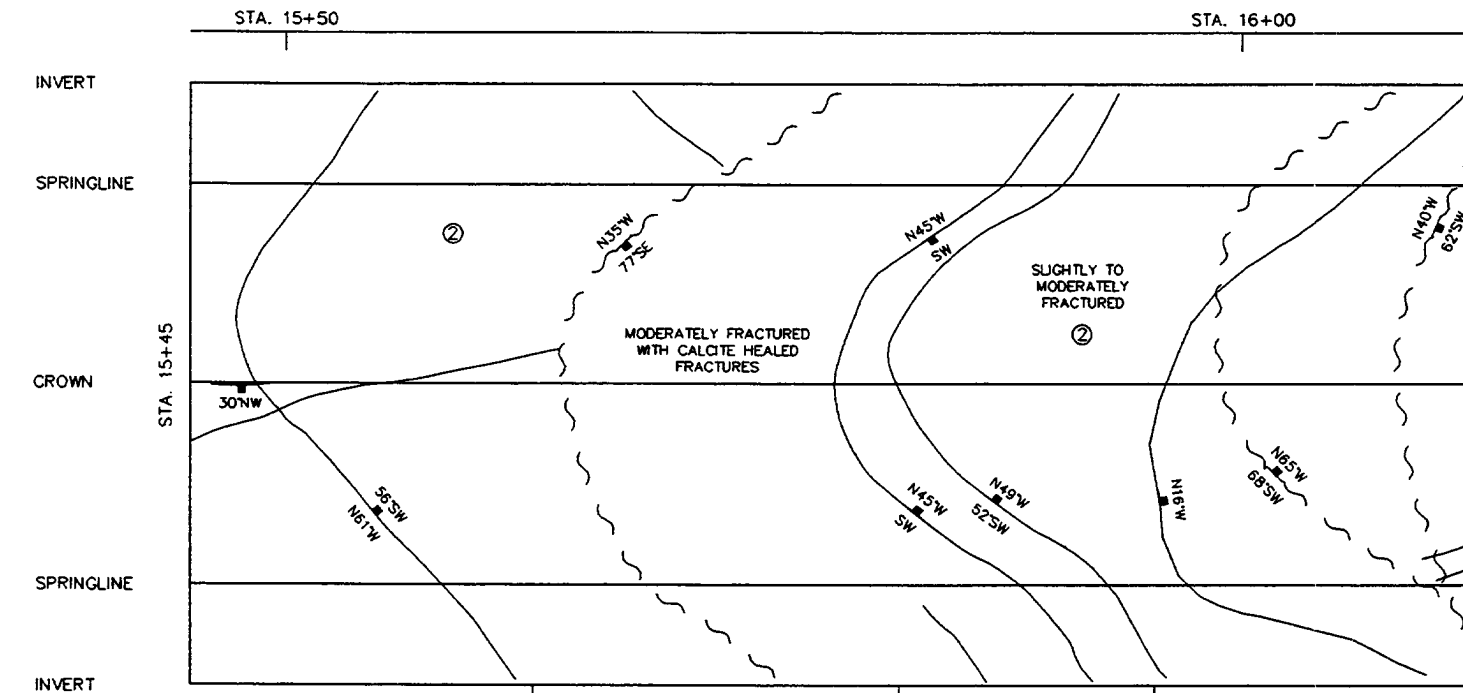 STA. 15+50
STA. 16+00
INVERT
SPRINGLINE
CROWN
SPRINGLINE
INVERT
STA. 15+45
②
N35°W
77°SE
N45°W
SW
SLIGHTLY TO
MODERATELY
FRACTURED
②
N40°W
62°SW
MODERATELY FRACTURED
WITH CALCITE HEALED
FRACTURES
30°NW
56°SW
N61°W
N45°W
SW
N49°W
52°SW
N16°W
N65°W
68°SW